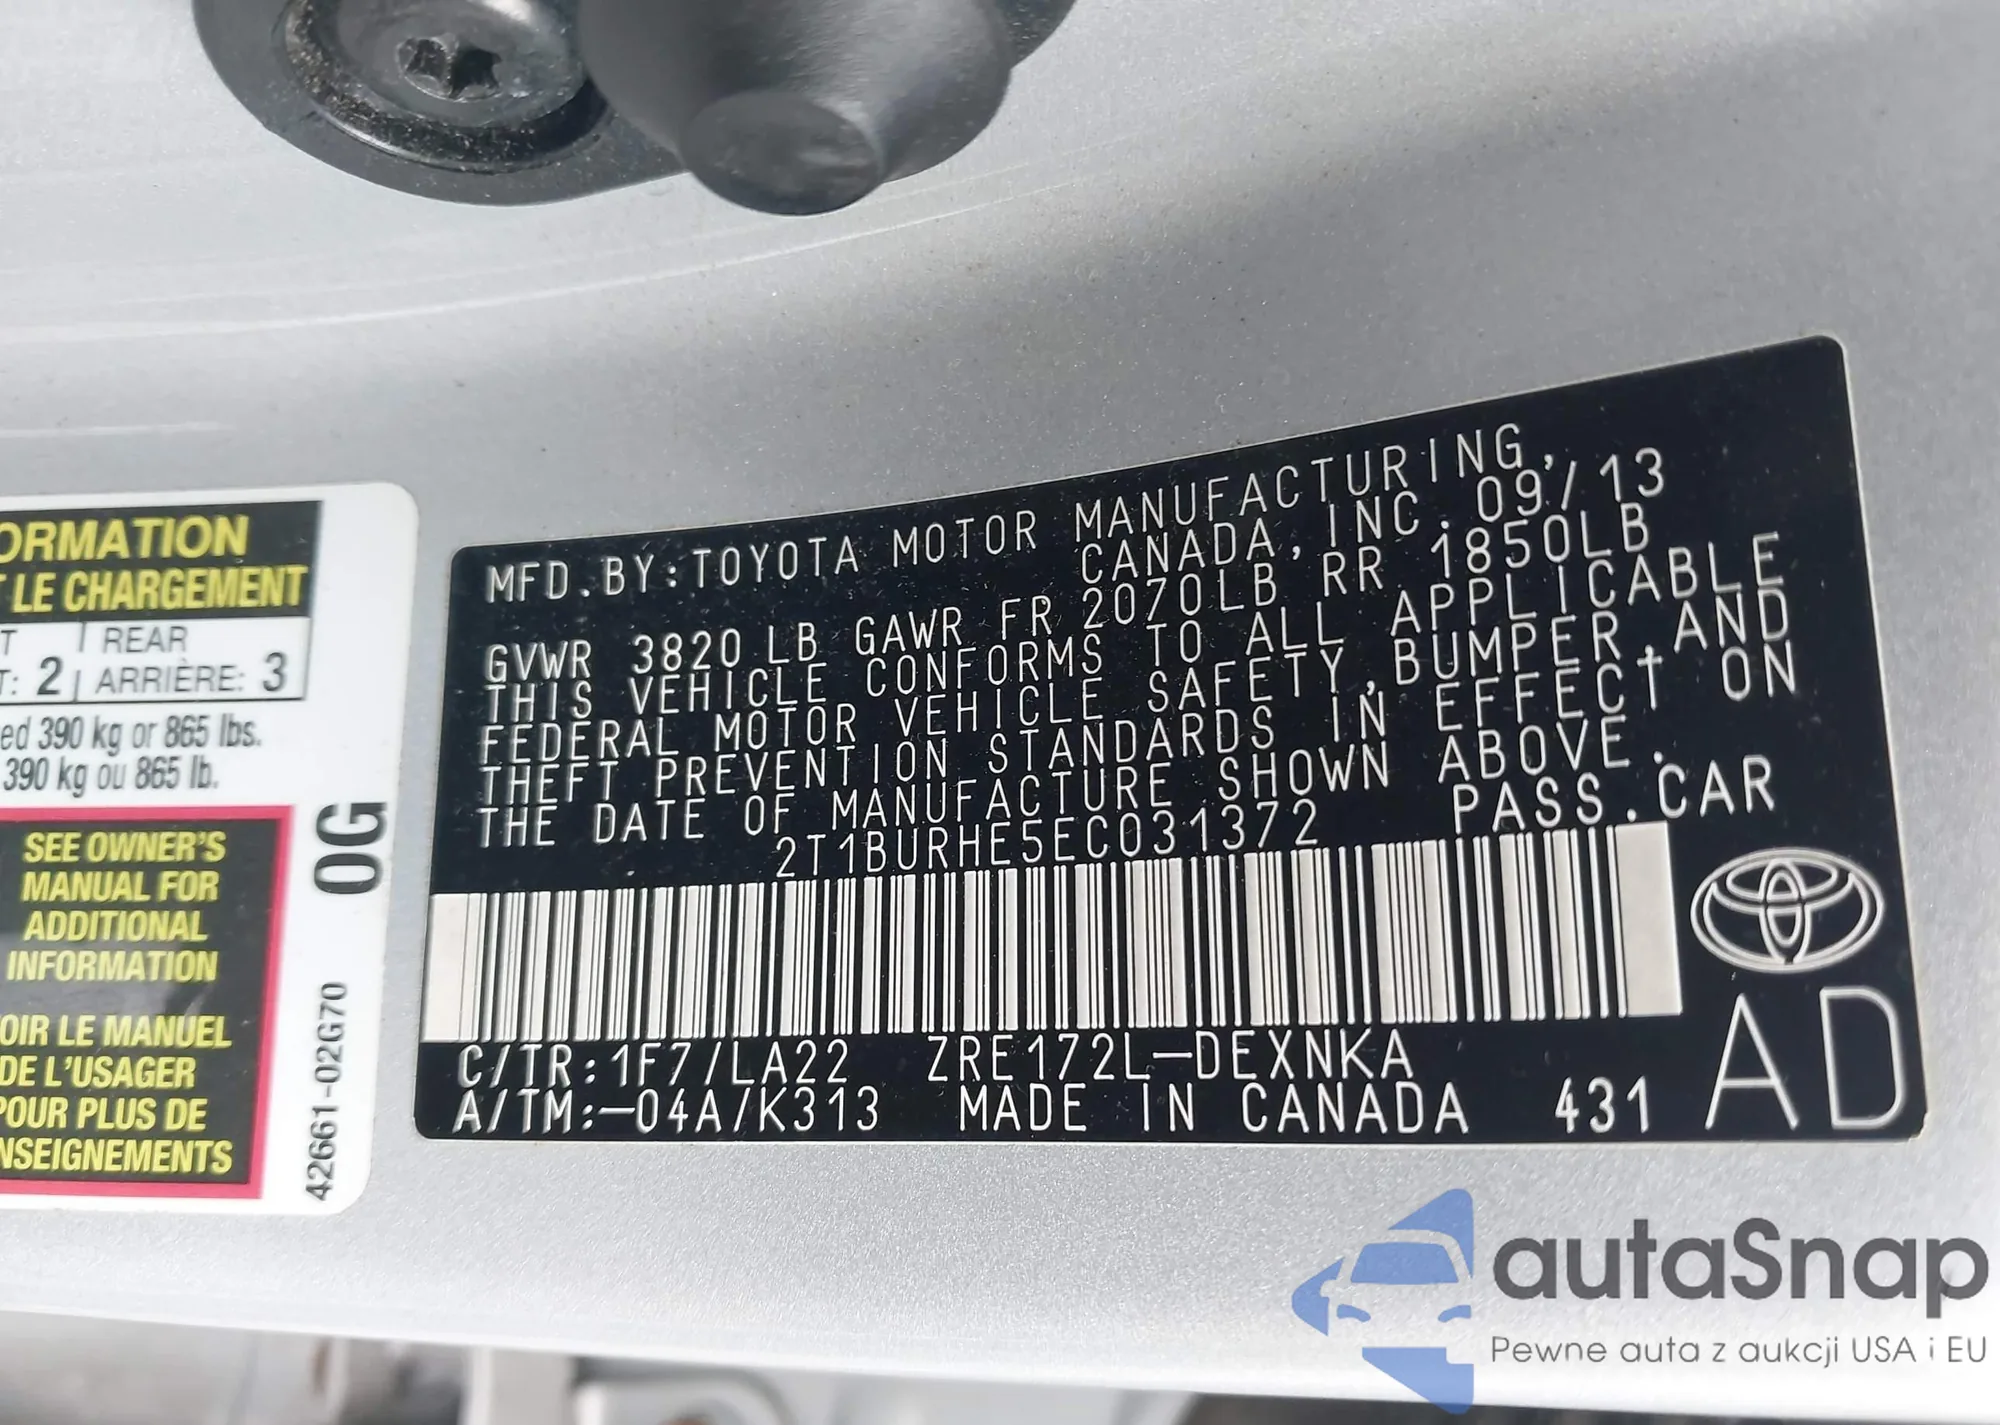 ORMATION
T LE CHARGEMENT
T | REAR
T: 2 | ARRIÈRE: 3
ed 390 kg or 865 lbs.
390 kg ou 865 lb.
SEE OWNER'S
MANUAL FOR
ADDITIONAL
INFORMATION
OIR LE MANUEL
DE L'USAGER
POUR PLUS DE
NSEIGNEMENTS
0G
42661-02G70
MFD.BY:TOYOTA MOTOR MANUFACTURING,
CANADA, INC. 09/13
GVWR 3820 LB GAWR FR 2070LB RR 1850LB
THIS VEHICLE CONFORMS TO ALL APPLICABLE
FEDERAL MOTOR VEHICLE SAFETY,BUMPER,AND
THEFT PREVENTION STANDARDS IN EFFECT ON
THE DATE OF MANUFACTURE SHOWN ABOVE.
2T1BURHE5EC031372 PASS.CAR
C/TR:1F7/LA22 ZRE172L-DEXNKA
A/TM:-04A/K313 MADE IN CANADA 431
AD
autaSnap
Pewne auta z aukcji USA i EU